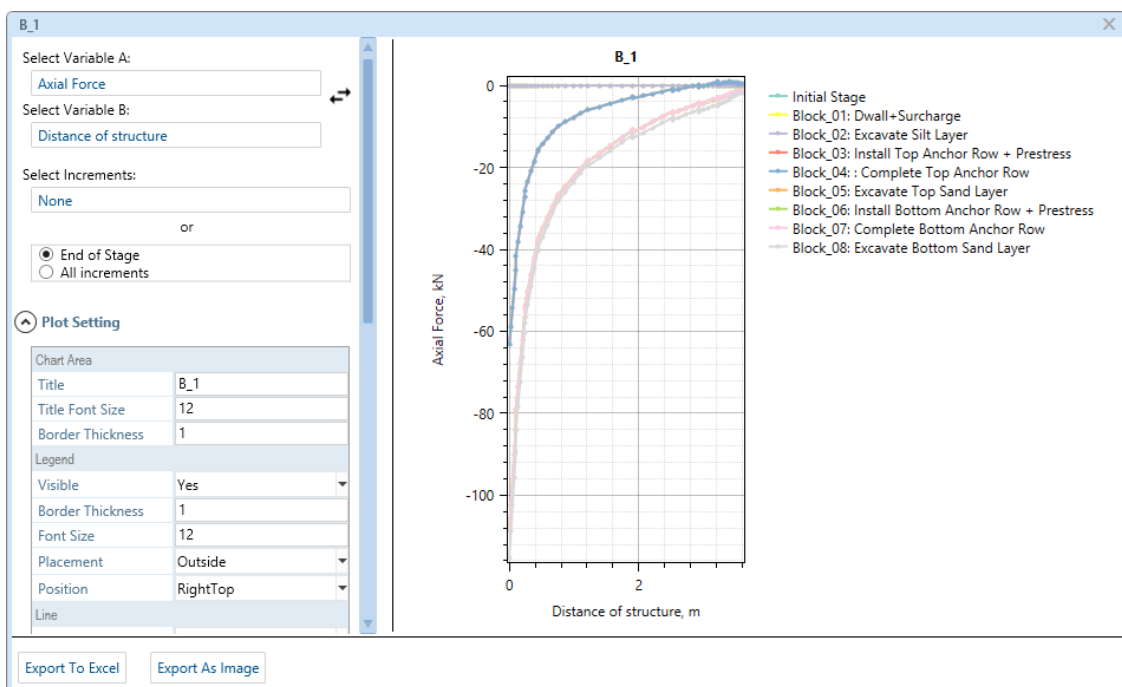 B_1
Select Variable A:
Axial Force
Select Variable B:
Distance of structure
Select Increments:
None
or
End of Stage
All increments
Plot Setting
Chart Area
Title B_1
Title Font Size 12
Border Thickness 1
Legend
Visible Yes
Border Thickness 1
Font Size 12
Placement Outside
Position RightTop
Line
Export To Excel Export As Image
B_1
Axial Force, kN
0
-20
-40
-60
-80
-100
0 2
Distance of structure, m
Initial Stage
Block_01: Dwall+Surcharge
Block_02: Excavate Silt Layer
Block_03: Install Top Anchor Row + Prestress
Block_04: : Complete Top Anchor Row
Block_05: Excavate Top Sand Layer
Block_06: Install Bottom Anchor Row + Prestress
Block_07: Complete Bottom Anchor Row
Block_08: Excavate Bottom Sand Layer